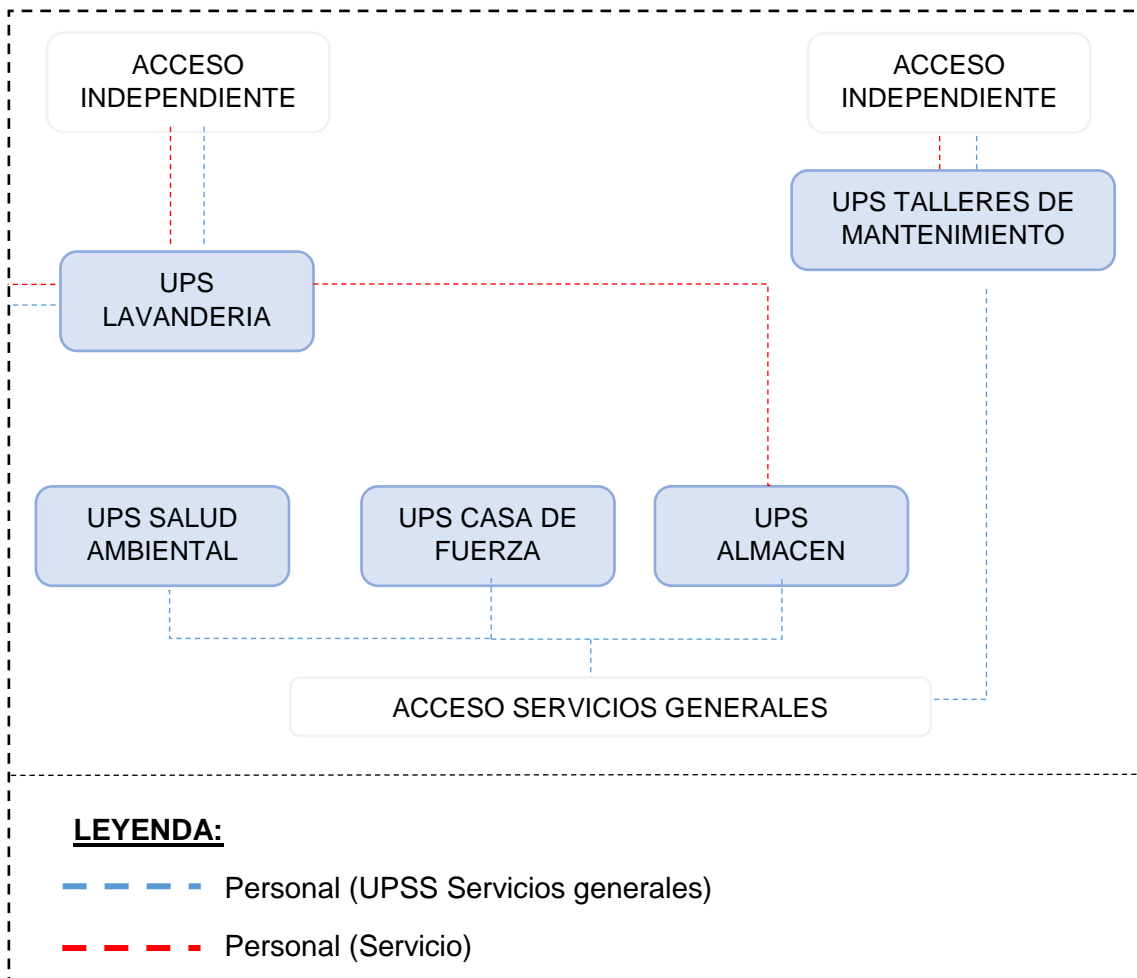 ACCESO
INDEPENDIENTE
ACCESO
INDEPENDIENTE
UPS TALLERES DE
MANTENIMIENTO
UPS
LAVANDERIA
UPS SALUD
AMBIENTAL
UPS CASA DE
FUERZA
UPS
ALMACEN
ACCESO SERVICIOS GENERALES
LEYENDA:
Personal (UPSS Servicios generales)
Personal (Servicio)